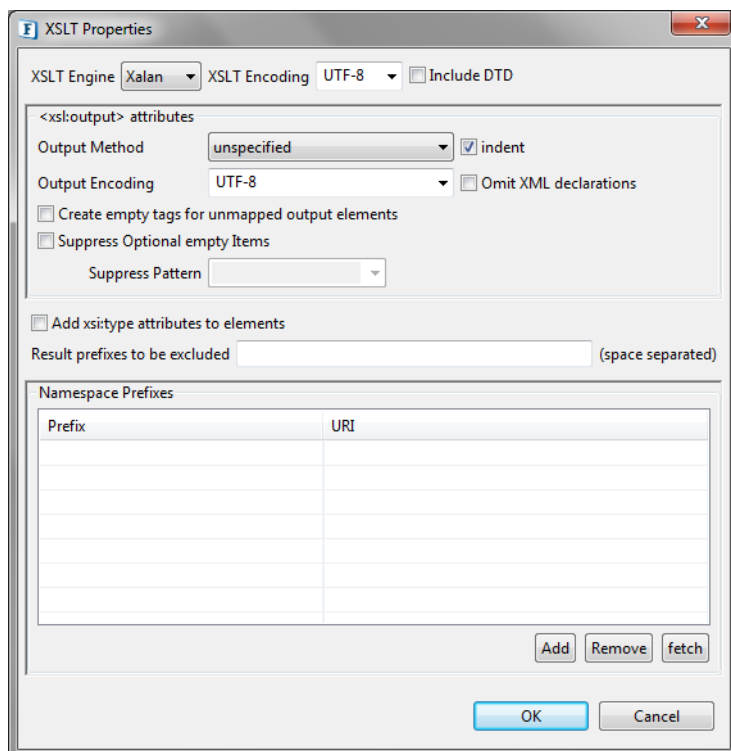 XSLT Properties
XSLT Engine Xalan XSLT Encoding UTF-8 Include DTD
<xsl:output> attributes
Output Method unspecified indent
Output Encoding UTF-8 Omit XML declarations
Create empty tags for unmapped output elements
Suppress Optional empty Items
Suppress Pattern
Add xsi:type attributes to elements
Result prefixes to be excluded (space separated)
Namespace Prefixes
Prefix URI
Add Remove fetch
OK Cancel